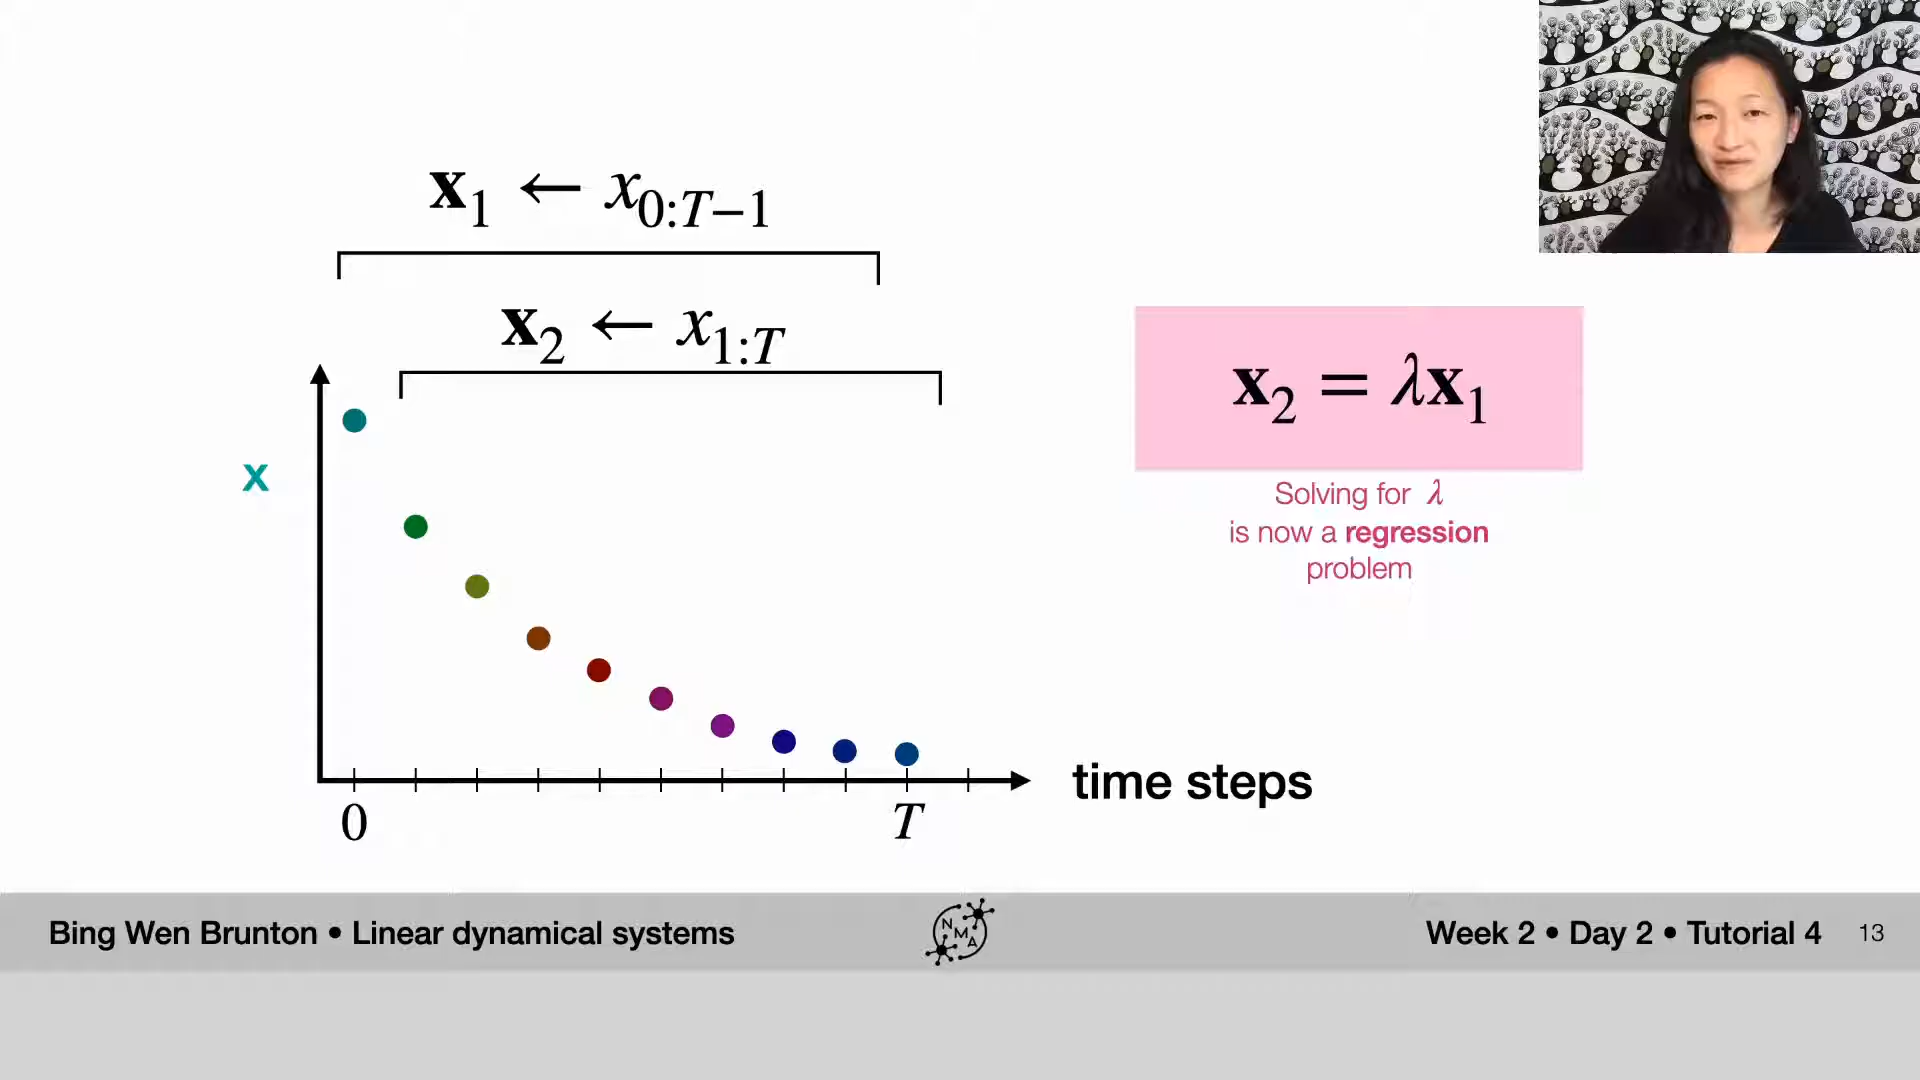 x₁ ← x₀:T−1
x₂ ← x₁:T
x
x₂ = λx₁
Solving for λ
is now a regression
problem
time steps
0
T
Bing Wen Brunton • Linear dynamical systems
NMA
Week 2 • Day 2 • Tutorial 4
13